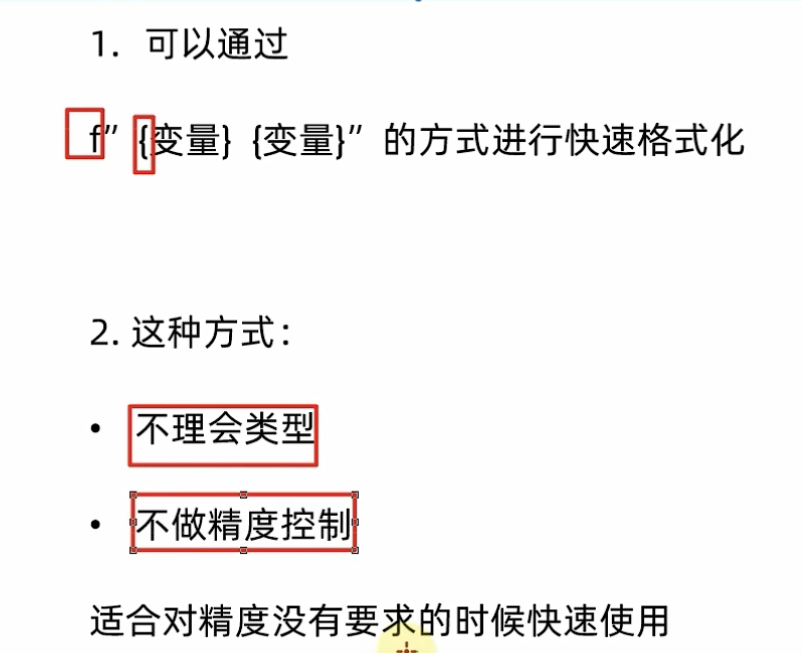 1. 可以通过
f” {变量} {变量}” 的方式进行快速格式化
2. 这种方式：
• 不理会类型
• 不做精度控制
适合对精度没有要求的时候快速使用